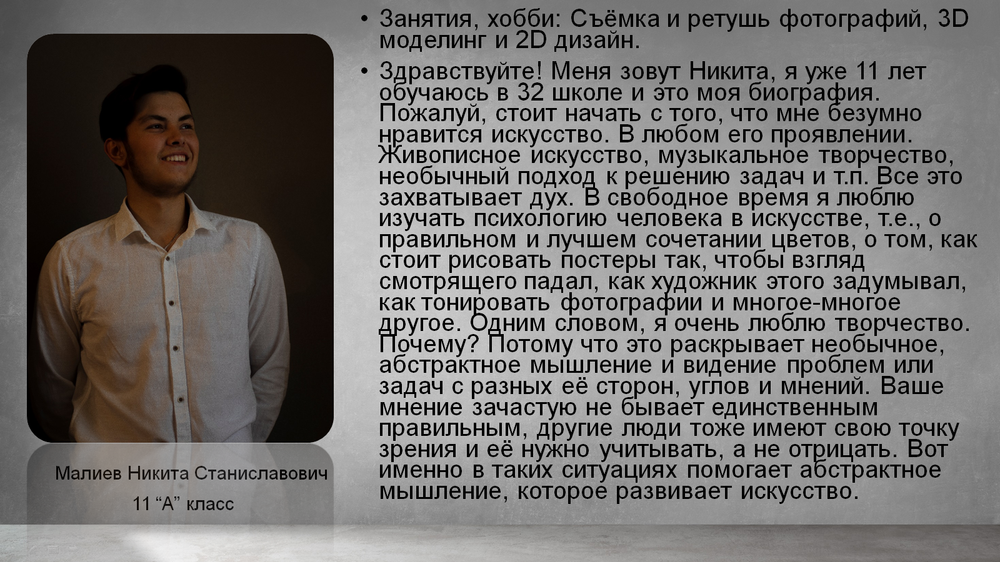 • Занятия, хобби: Съёмка и ретушь фотографий, 3D
моделинг и 2D дизайн.
• Здравствуйте! Меня зовут Никита, я уже 11 лет
обучаюсь в 32 школе и это моя биография.
Пожалуй, стоит начать с того, что мне безумно
нравится искусство. В любом его проявлении.
Живописное искусство, музыкальное творчество,
необычный подход к решению задач и т.п. Все это
захватывает дух. В свободное время я люблю
изучать психологию человека в искусстве, т.е., о
правильном и лучшем сочетании цветов, о том, как
стоит рисовать постеры так, чтобы взгляд
смотрящего падал, как художник этого задумывал,
как тонировать фотографии и многое-многое
другое. Одним словом, я очень люблю творчество.
Почему? Потому что это раскрывает необычное,
абстрактное мышление и видение проблем или
задач с разных её сторон, углов и мнений. Ваше
мнение зачастую не бывает единственным
правильным, другие люди тоже имеют свою точку
зрения и её нужно учитывать, а не отрицать. Вот
именно в таких ситуациях помогает абстрактное
мышление, которое развивает искусство.
Малиев Никита Станиславович
11 “А” класс